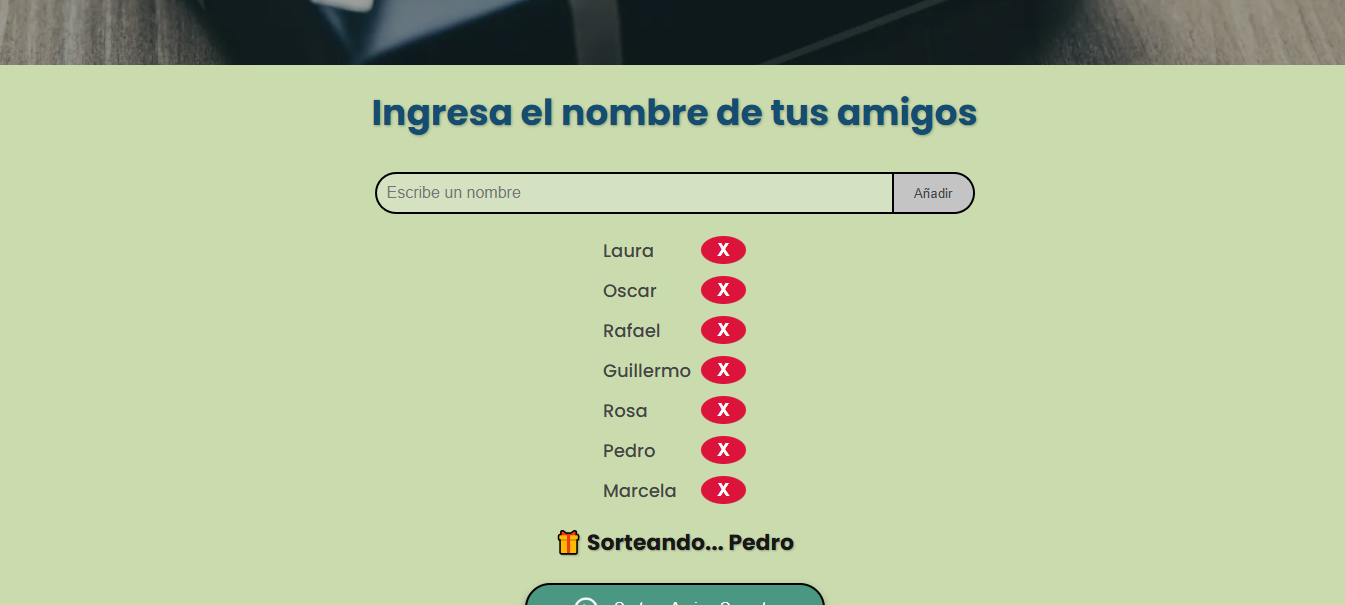 Ingresa el nombre de tus amigos
Escribe un nombre
Añadir
Laura X
Oscar X
Rafael X
Guillermo X
Rosa X
Pedro X
Marcela X
Sorteando... Pedro